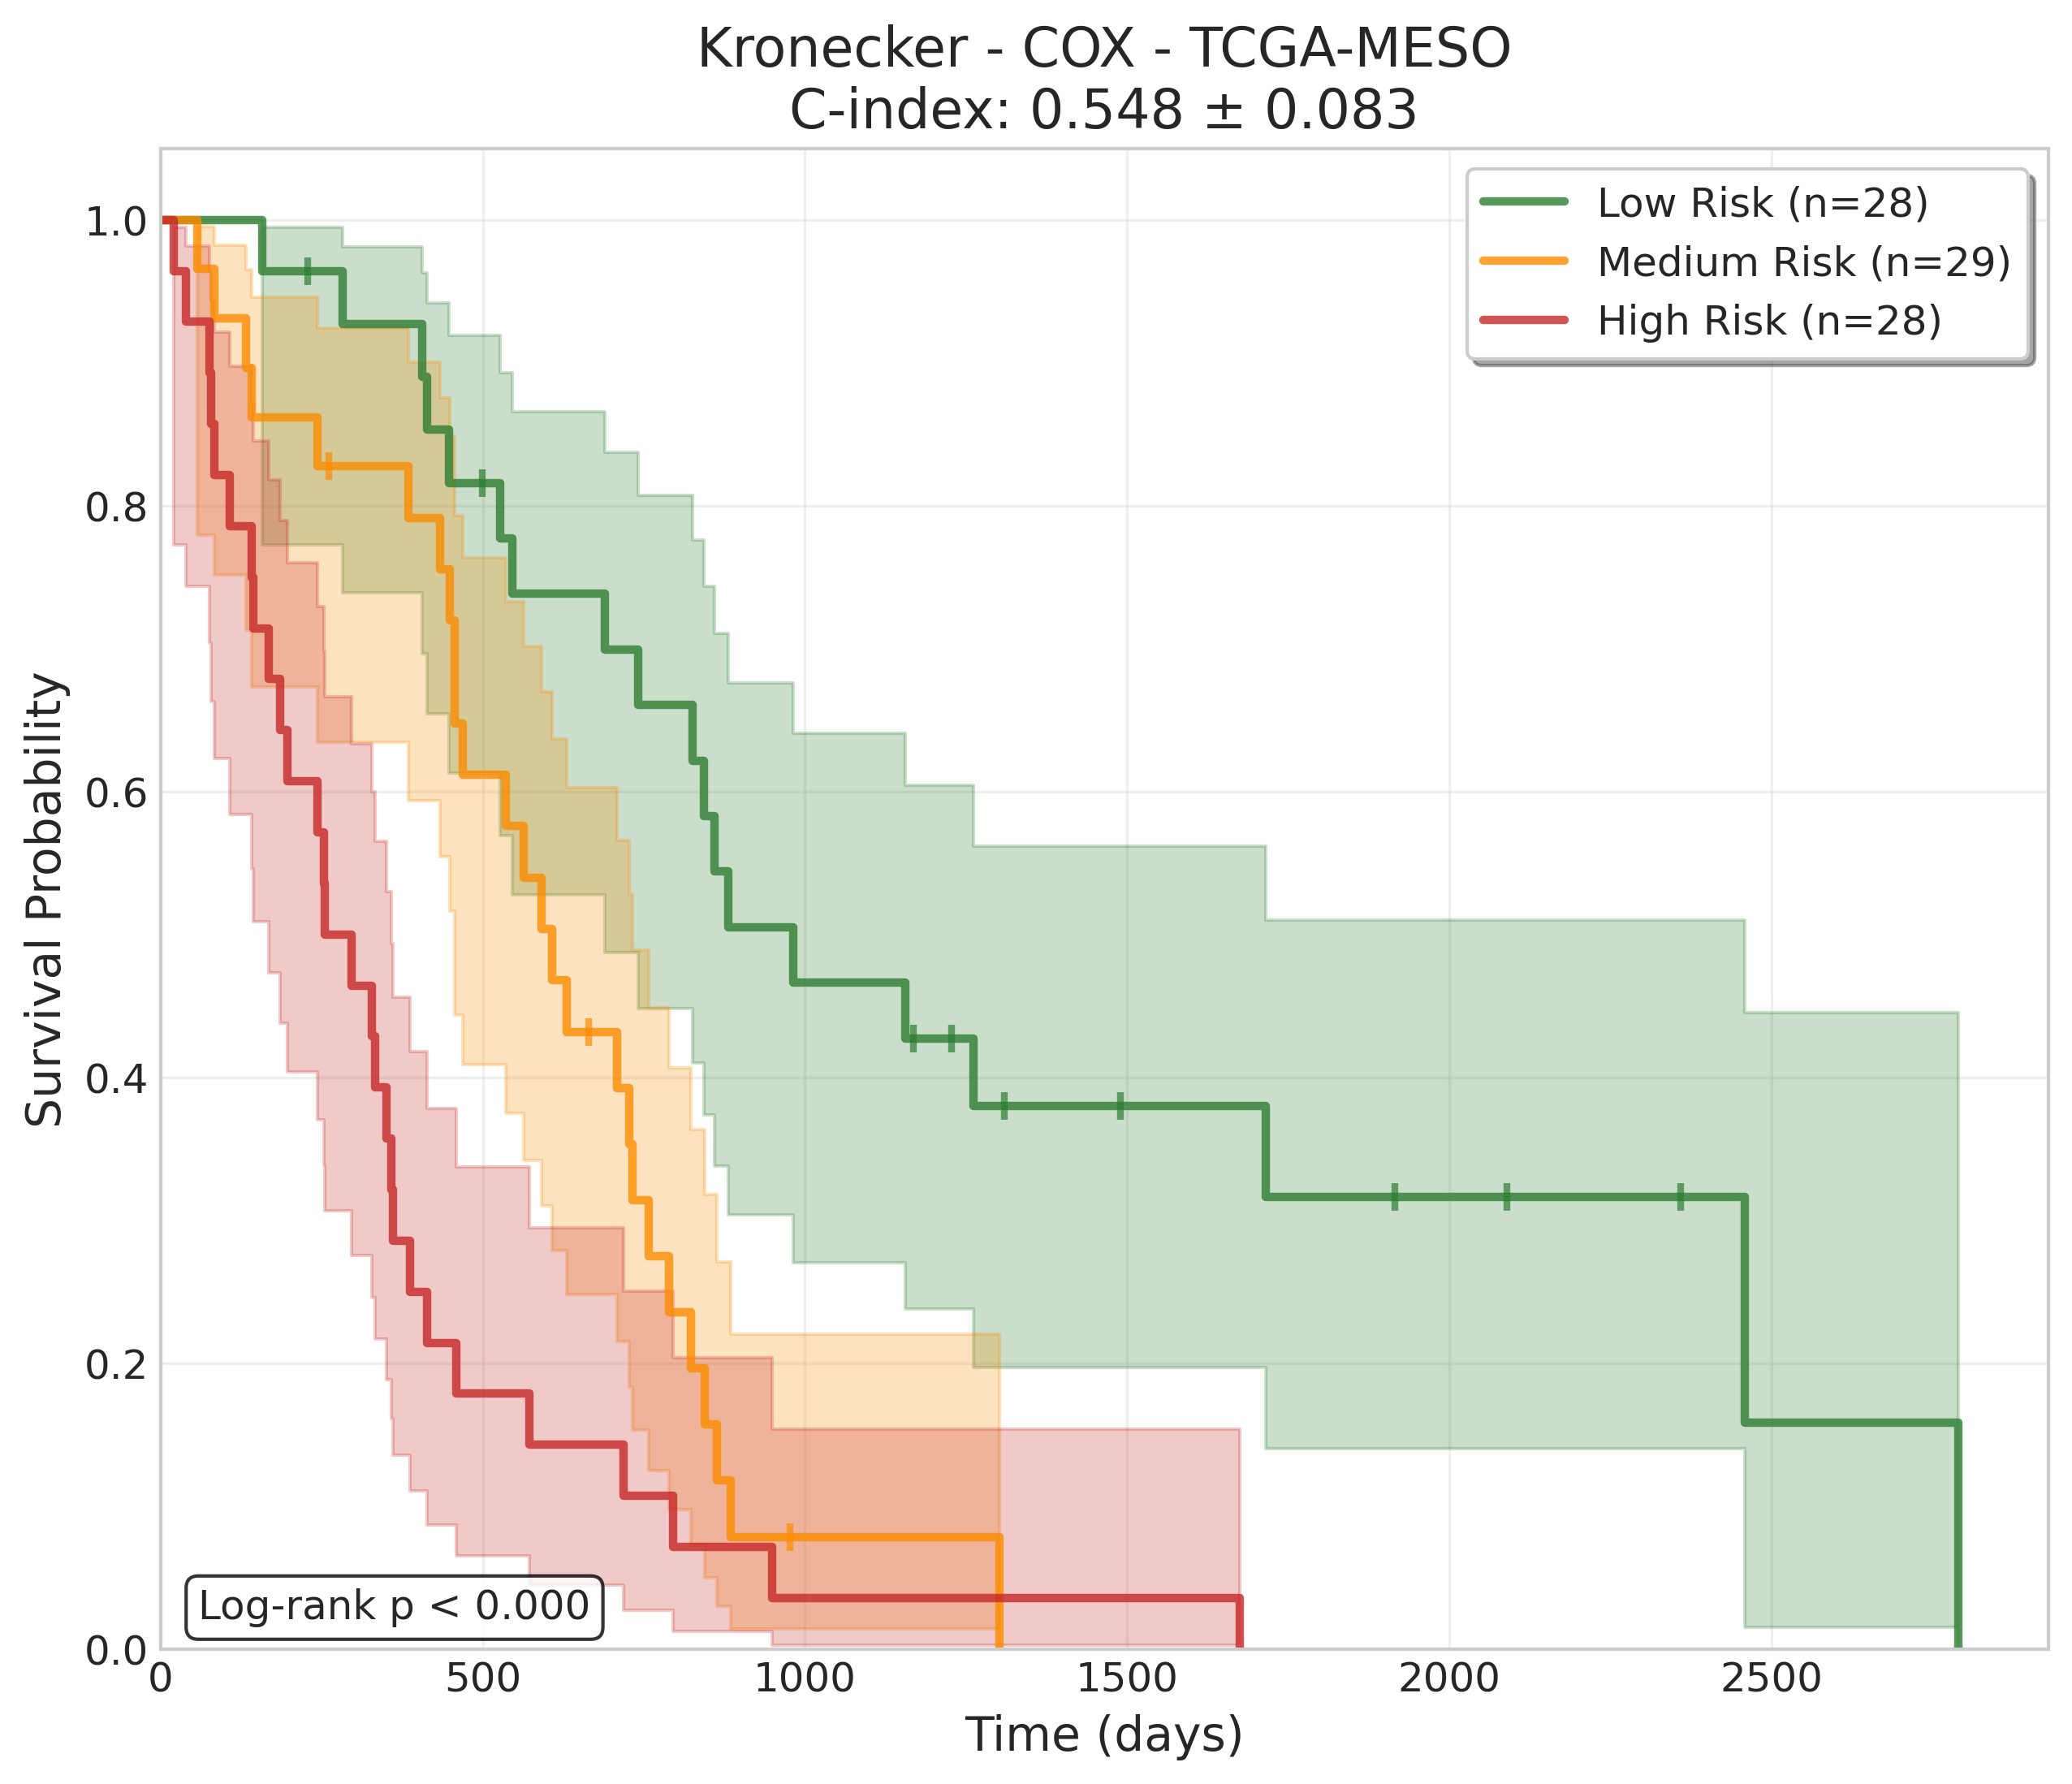 Kronecker - COX - TCGA-MESO
C-index: 0.548 ± 0.083
Low Risk (n=28)
Medium Risk (n=29)
High Risk (n=28)
Survival Probability
1.0
0.8
0.6
0.4
0.2
0.0
Log-rank p < 0.000
0 500 1000 1500 2000 2500
Time (days)